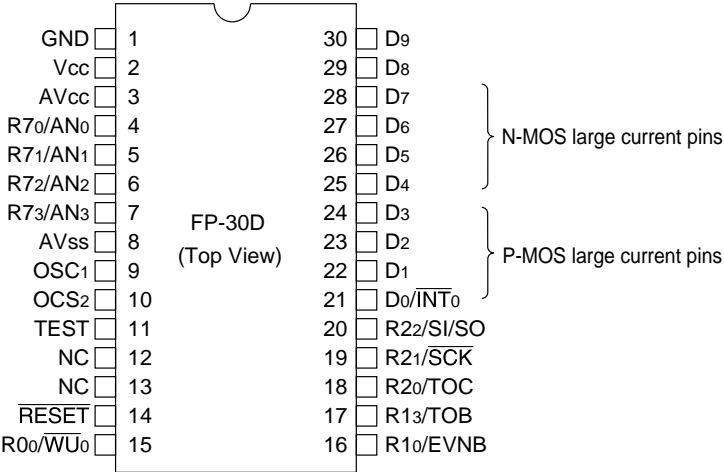 GND 1 30 D9
Vcc 2 29 D8
AVcc 3 28 D7
R70/AN0 4 27 D6
R71/AN1 5 26 D5
R72/AN2 6 25 D4
R73/AN3 7 24 D3
AVss 8 23 D2
OSC1 9 22 D1
OCS2 10 21 D0/I̅N̅T̅0
TEST 11 20 R22/SI/SO
NC 12 19 R21/S̅C̅K̅
NC 13 18 R20/TOC
R̅E̅S̅E̅T̅ 14 17 R13/TOB
R00/W̅U̅0 15 16 R10/EVNB
FP-30D
(Top View)
N-MOS large current pins
P-MOS large current pins